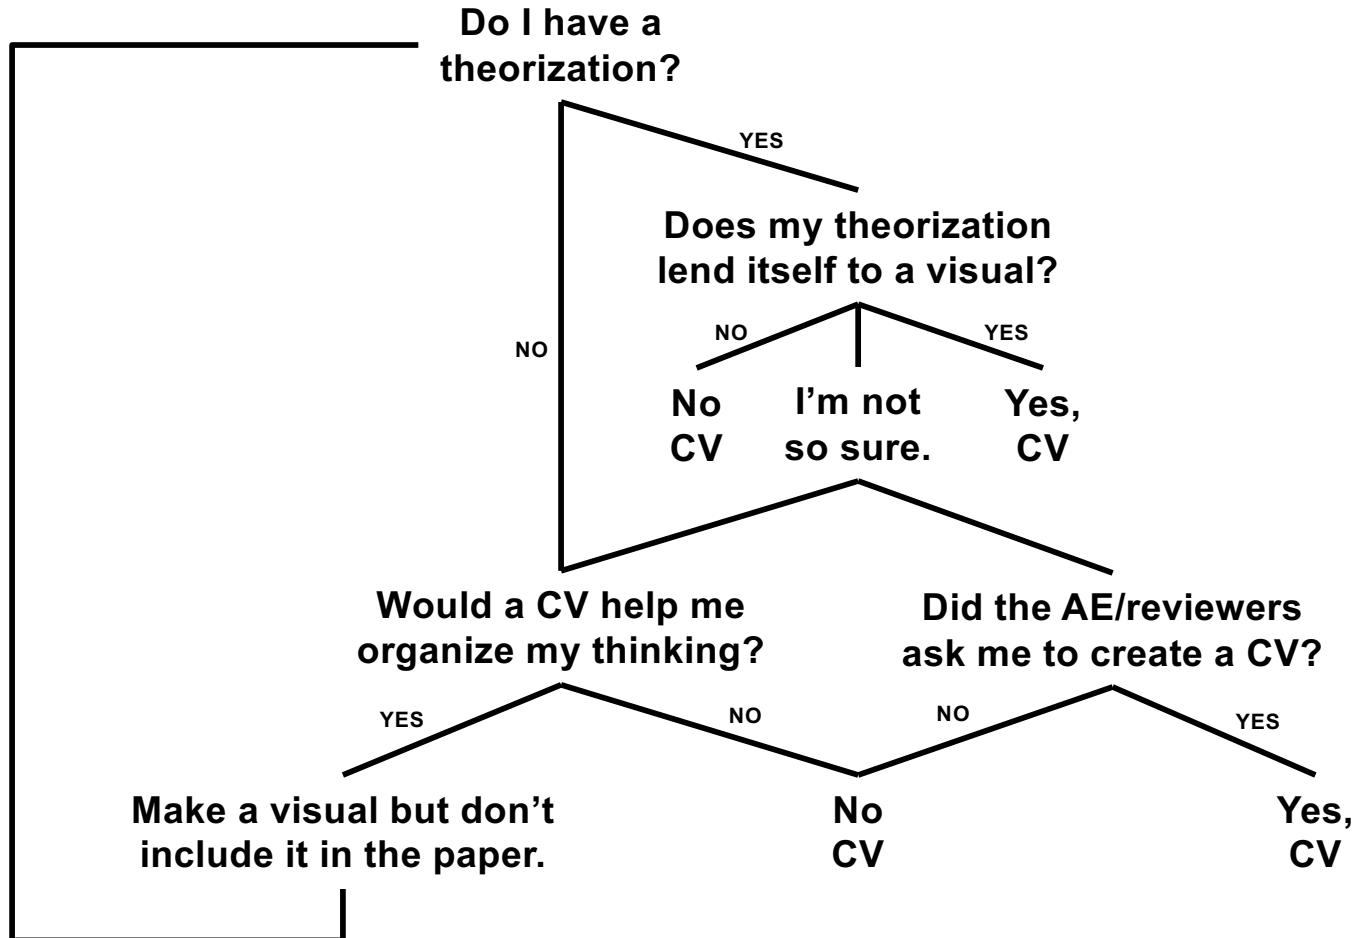 Do I have a
theorization?
YES
Does my theorization
lend itself to a visual?
NO
YES
NO
No
CV
I'm not
so sure.
Yes,
CV
Would a CV help me
organize my thinking?
Did the AE/reviewers
ask me to create a CV?
YES
NO
NO
YES
Make a visual but don't
include it in the paper.
No
CV
Yes,
CV